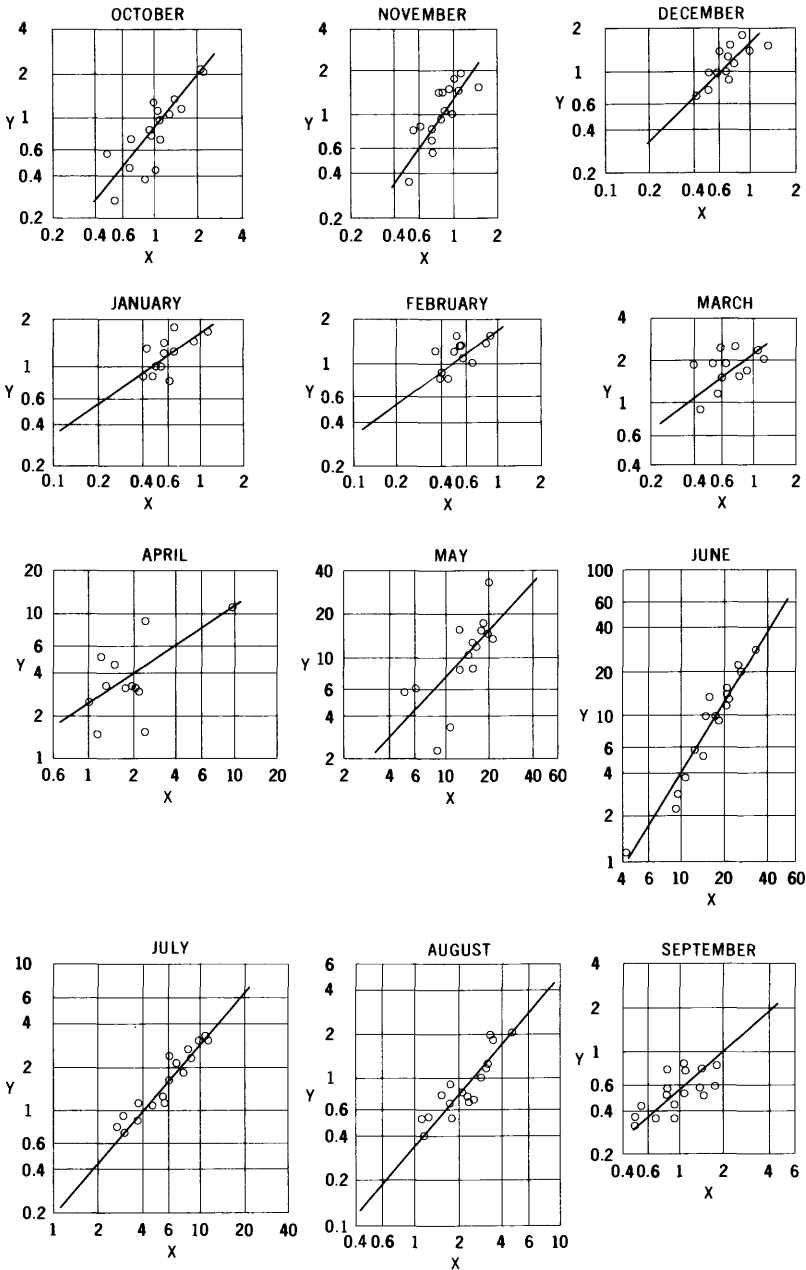 OCTOBER
4
2
Y
1
0.6
0.4
0.2
0.2 0.4 0.6 1 2 4
X
NOVEMBER
4
2
Y
1
0.6
0.4
0.2
0.2 0.4 0.6 1 2
X
DECEMBER
2
1
Y
0.6
0.4
0.2
0.1 0.2 0.4 0.6 1 2
X
JANUARY
2
1
Y
0.6
0.4
0.2
0.1 0.2 0.4 0.6 1 2
X
FEBRUARY
2
1
Y
0.6
0.4
0.2
0.1 0.2 0.4 0.6 1 2
X
MARCH
4
2
Y
1
0.6
0.4
0.2 0.4 0.6 1 2
X
APRIL
20
10
6
Y
4
2
1
0.6 1 2 4 6 10 20
X
MAY
40
20
10
Y
6
4
2
2 4 6 10 20 40 60
X
JUNE
100
60
40
20
Y
10
6
4
2
1
4 6 10 20 40 60
X
JULY
10
6
4
2
Y
1
0.6
0.4
0.2
1 2 4 6 10 20 40
X
AUGUST
6
4
2
1
Y
0.6
0.4
0.2
0.1
0.4 0.6 1 2 4 6 10
X
SEPTEMBER
4
2
Y
1
0.6
0.4
0.2
0.4 0.6 1 2 4 6
X